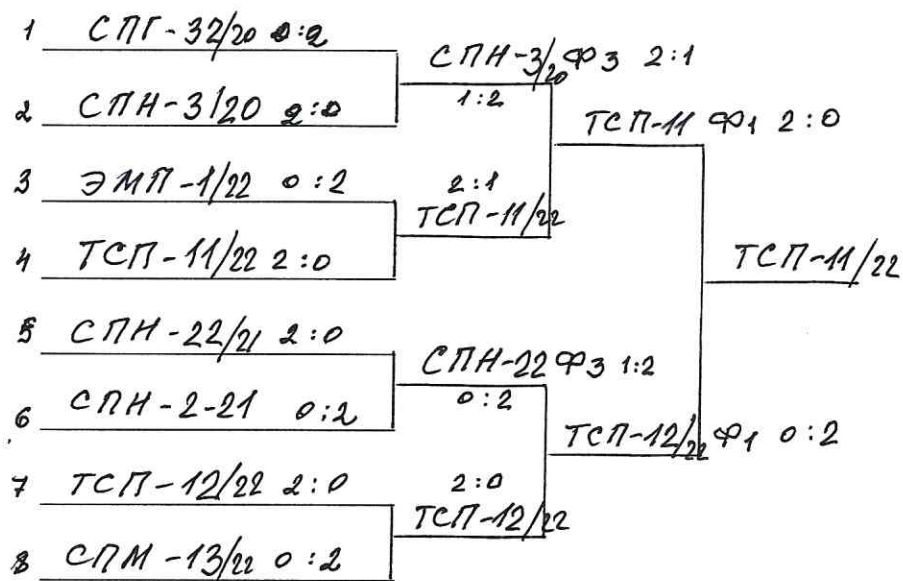 1 СПГ-32/20 0:2
СПН-3/20 Ф3 2:1
2 СПН-3/20 2:0
1:2
ТСП-11 Ф1 2:0
3 ЭМП-1/22 0:2
2:1
ТСП-11/22
4 ТСП-11/22 2:0
ТСП-11/22
5 СПН-22/21 2:0
СПН-22 Ф3 1:2
6 СПН-2-21 0:2
0:2
ТСП-12/22 Ф1 0:2
7 ТСП-12/22 2:0
2:0
ТСП-12/22
8 СПМ-13/22 0:2